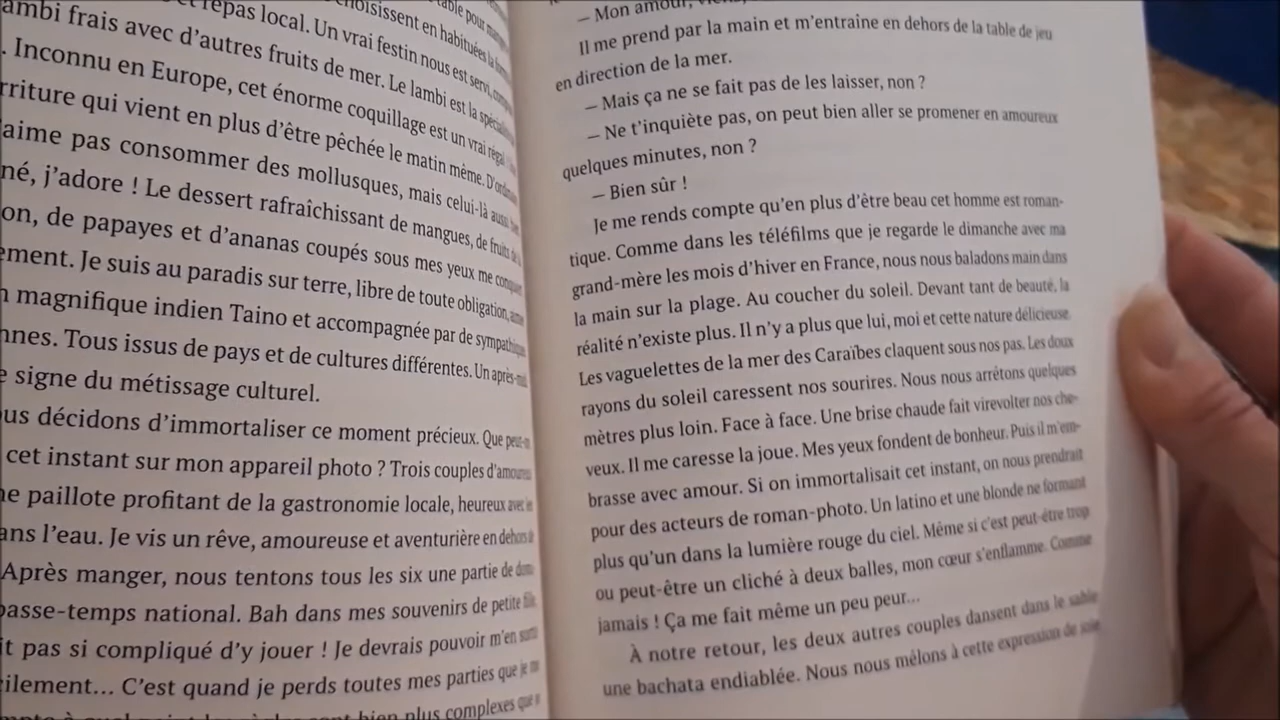 repas local. Un vrai festin nous est servi,
lambi frais avec d'autres fruits de mer. Le lambi est la
. Inconnu en Europe, cet énorme coquillage est un vrai régal
rriture qui vient en plus d'être pêchée le matin même.
aime pas consommer des mollusques, mais celui-là
né, j'adore ! Le dessert rafraîchissant de mangues, de fruits
on, de papayes et d'ananas coupés sous mes yeux me
ement. Je suis au paradis sur terre, libre de toute obligation,
magnifique indien Taino et accompagnée par de
nnes. Tous issus de pays et de cultures différentes. Un
e signe du métissage culturel.
us décidons d'immortaliser ce moment précieux. Que
cet instant sur mon appareil photo ? Trois couples
ne paillote profitant de la gastronomie locale, heureux
ans l'eau. Je vis un rêve, amoureuse et aventurière en dehors
Après manger, nous tentons tous les six une partie de
passe-temps national. Bah dans mes souvenirs de petite
it pas si compliqué d'y jouer ! Je devrais pouvoir m'en
cilement… C'est quand je perds toutes mes parties que je
bien plus complexes que
– Mon amour,
Il me prend par la main et m'entraîne en dehors de la table de jeu
en direction de la mer.
– Mais ça ne se fait pas de les laisser, non ?
– Ne t'inquiète pas, on peut bien aller se promener en amoureux
quelques minutes, non ?
– Bien sûr !
Je me rends compte qu'en plus d'être beau cet homme est roman-
tique. Comme dans les téléfilms que je regarde le dimanche avec ma
grand-mère les mois d'hiver en France, nous nous baladons main dans
la main sur la plage. Au coucher du soleil. Devant tant de beauté, la
réalité n'existe plus. Il n'y a plus que lui, moi et cette nature délicieuse.
Les vaguelettes de la mer des Caraïbes claquent sous nos pas. Les doux
rayons du soleil caressent nos sourires. Nous nous arrêtons quelques
mètres plus loin. Face à face. Une brise chaude fait virevolter nos che-
veux. Il me caresse la joue. Mes yeux fondent de bonheur. Puis il m'em-
brasse avec amour. Si on immortalisait cet instant, on nous prendrait
pour des acteurs de roman-photo. Un latino et une blonde ne formant
plus qu'un dans la lumière rouge du ciel. Même si c'est peut-être trop
ou peut-être un cliché à deux balles, mon cœur s'enflamme. Comme
jamais ! Ça me fait même un peu peur…
À notre retour, les deux autres couples dansent dans le sable
une bachata endiablée. Nous nous mêlons à cette expression de joie